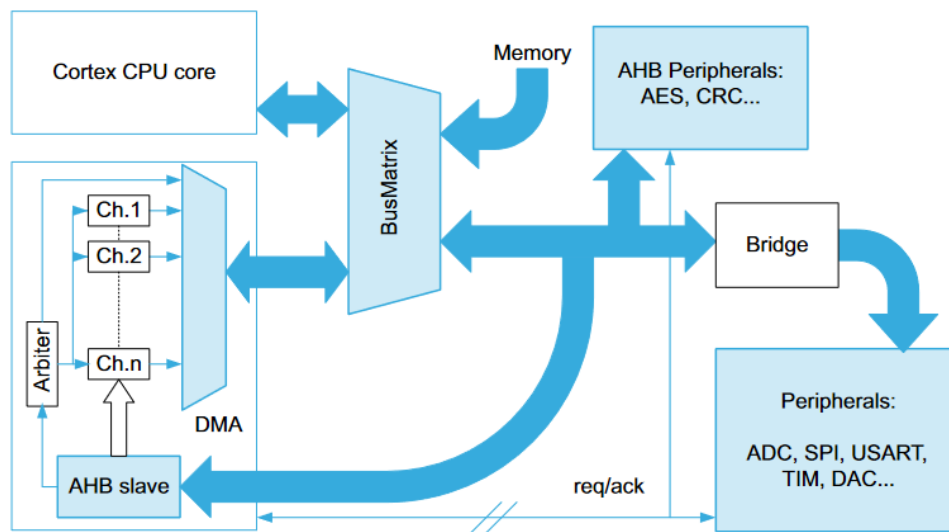 Cortex CPU core
Memory
AHB Peripherals:
AES, CRC...
BusMatrix
Ch.1
Ch.2
Ch.n
Arbiter
DMA
AHB slave
Bridge
Peripherals:
ADC, SPI, USART,
TIM, DAC...
req/ack